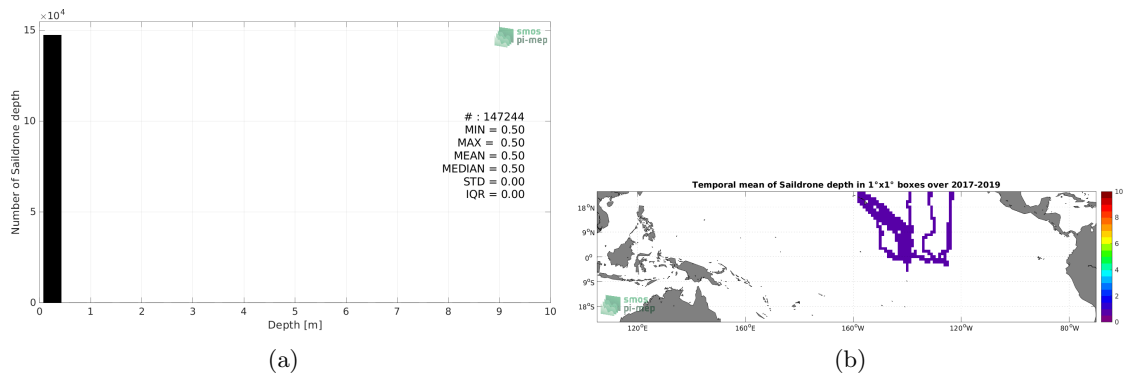 ×10⁴
15
10
5
0
Number of Saildrone depth
0 1 2 3 4 5 6 7 8 9 10
Depth [m]
smos
pi-mep
# : 147244
MIN = 0.50
MAX = 0.50
MEAN = 0.50
MEDIAN = 0.50
STD = 0.00
IQR = 0.00
(a)
Temporal mean of Saildrone depth in 1°x1° boxes over 2017-2019
18°N
9°N
0°
9°S
18°S
120°E 160°E 160°W 120°W 80°W
smos
pi-mep
10
8
6
4
2
0
(b)